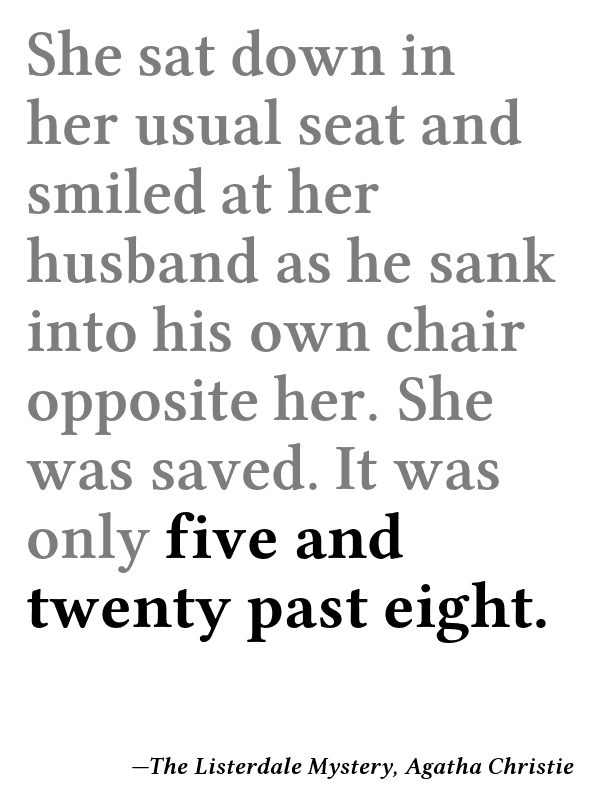 She sat down in
her usual seat and
smiled at her
husband as he sank
into his own chair
opposite her. She
was saved. It was
only five and
twenty past eight.
—The Listerdale Mystery, Agatha Christie